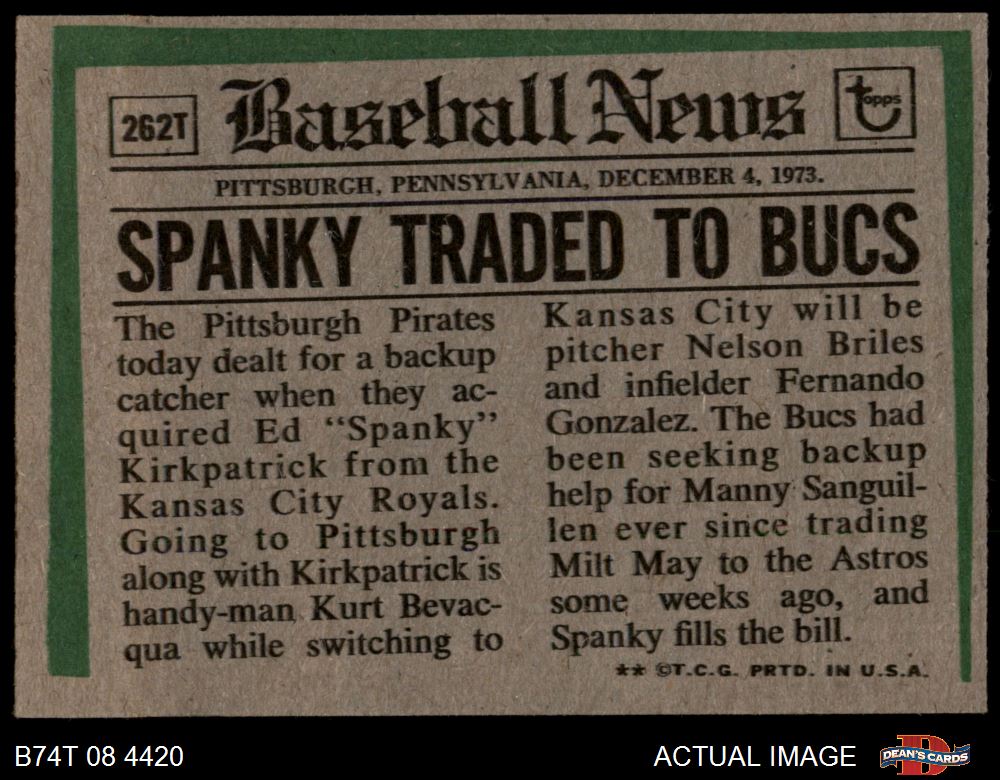 262T
Baseball News
Topps
PITTSBURGH, PENNSYLVANIA, DECEMBER 4, 1973.
SPANKY TRADED TO BUCS
The Pittsburgh Pirates
today dealt for a backup
catcher when they ac-
quired Ed "Spanky"
Kirkpatrick from the
Kansas City Royals.
Going to Pittsburgh
along with Kirkpatrick is
handy-man Kurt Bevac-
qua while switching to
Kansas City will be
pitcher Nelson Briles
and infielder Fernando
Gonzalez. The Bucs had
been seeking backup
help for Manny Sanguil-
len ever since trading
Milt May to the Astros
some weeks ago, and
Spanky fills the bill.
** ©T.C.G. PRTD. IN U.S.A.
B74T 08 4420
ACTUAL IMAGE
DEAN'S CARDS